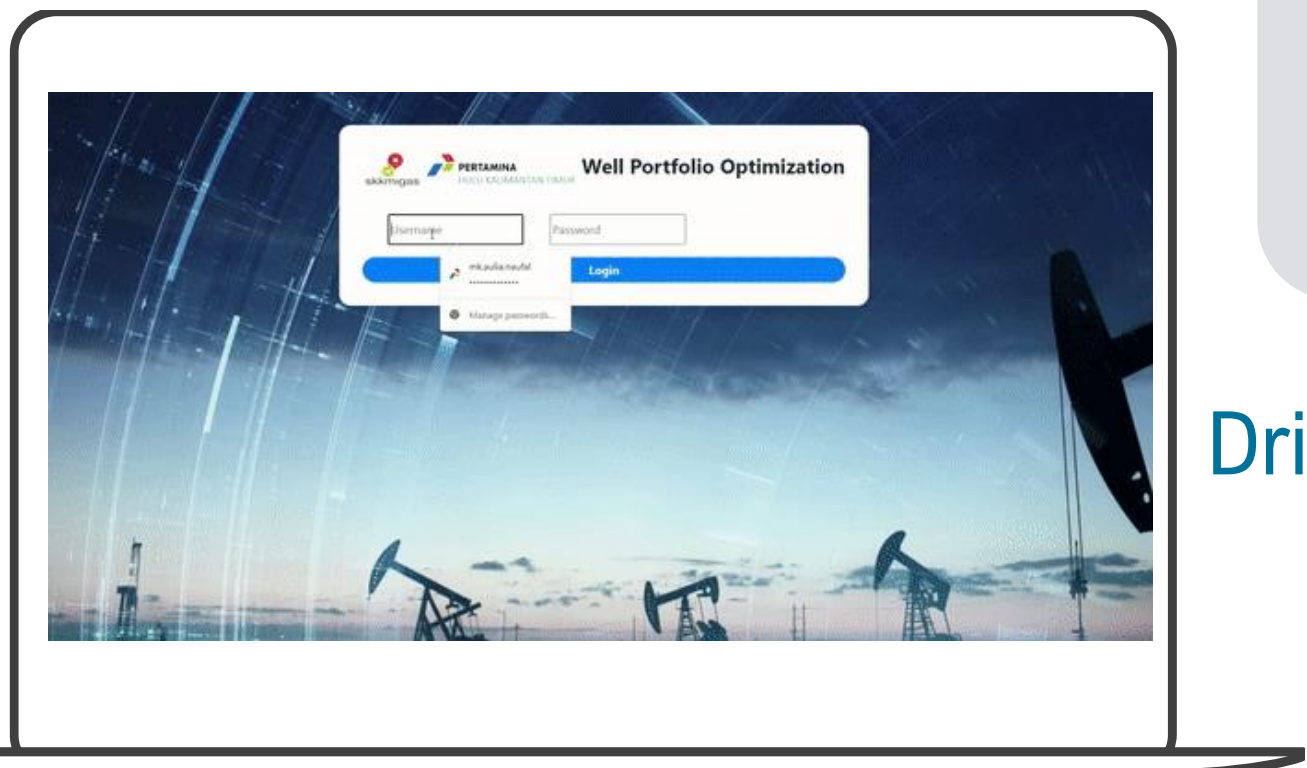 skkmigas
PERTAMINA
HULU KALIMANTAN TIMUR
Well Portfolio Optimization
Username
Password
Login
mk.aulia.naufal
••••••••••••
Manage passwords...
Dri